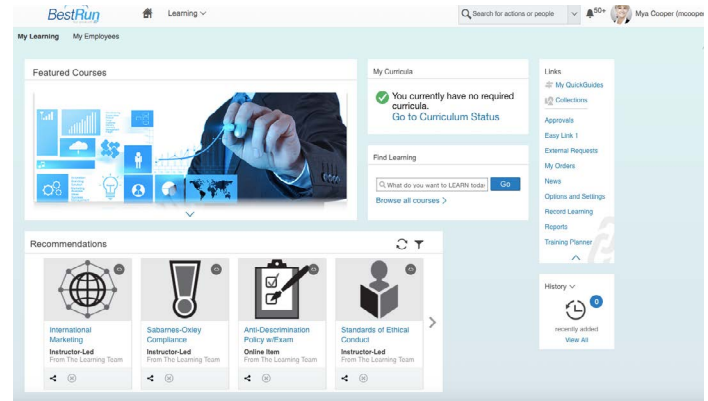 BestRun
Learning
Search for actions or people
50+
Mya Cooper (mcooper
My Learning
My Employees
Featured Courses
My Curricula
You currently have no required
curricula.
Go to Curriculum Status
Find Learning
What do you want to LEARN today
Go
Browse all courses >
Links
My QuickGuides
Collections
Approvals
Easy Link 1
External Requests
My Orders
News
Options and Settings
Record Learning
Reports
Training Planner
Recommendations
International
Marketing
Instructor-Led
From The Learning Team
Sabarnes-Oxley
Compliance
Instructor-Led
From The Learning Team
Anti-Descrimination
Policy w/Exam
Online Item
From The Learning Team
Standards of Ethical
Conduct
Instructor-Led
From The Learning Team
History
0
recently added
View All